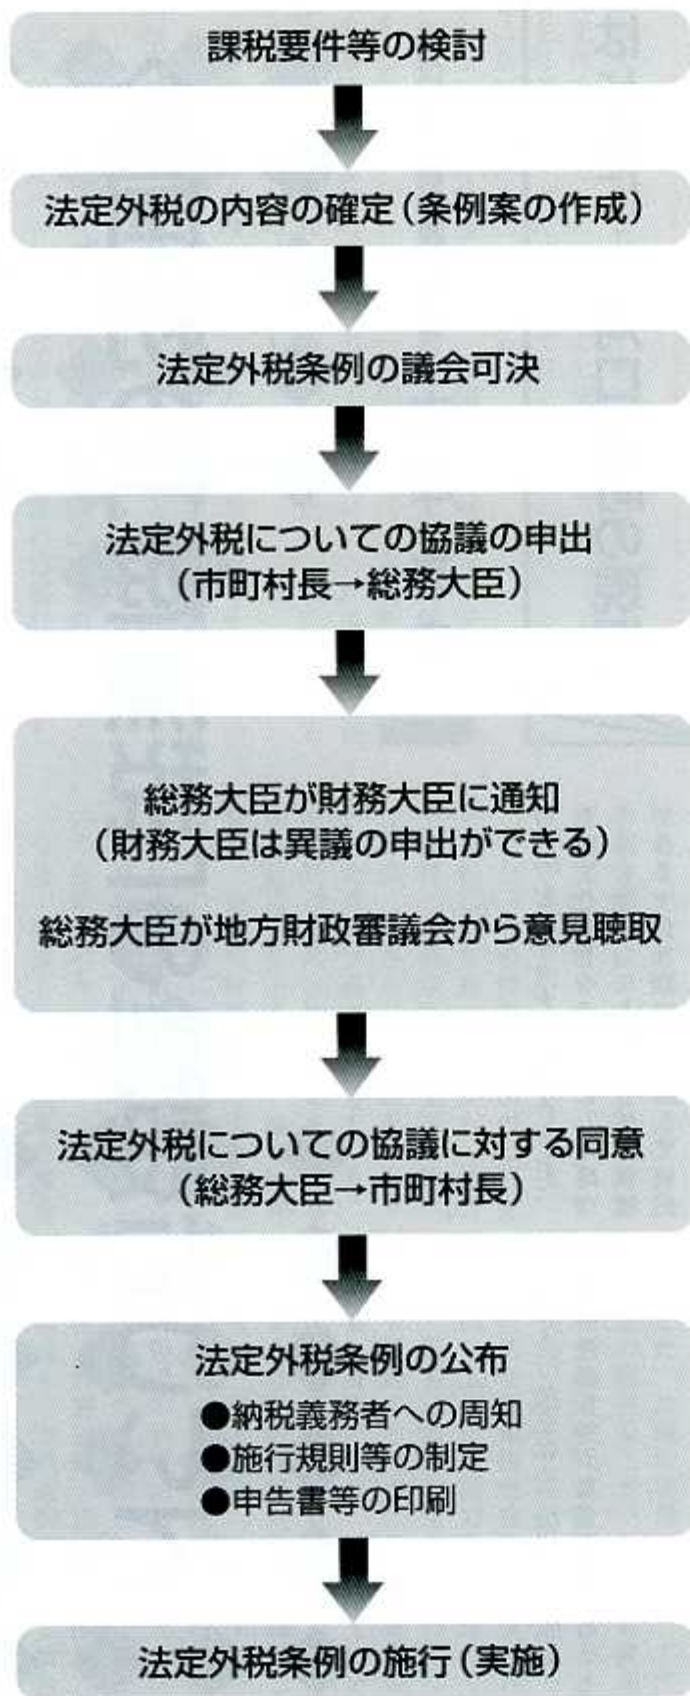 課税要件等の検討
法定外税の内容の確定（条例案の作成）
法定外税条例の議会可決
法定外税についての協議の申出
（市町村長→総務大臣）
総務大臣が財務大臣に通知
（財務大臣は異議の申出ができる）
総務大臣が地方財政審議会から意見聴取
法定外税についての協議に対する同意
（総務大臣→市町村長）
法定外税条例の公布
●納税義務者への周知
●施行規則等の制定
●申告書等の印刷
法定外税条例の施行（実施）